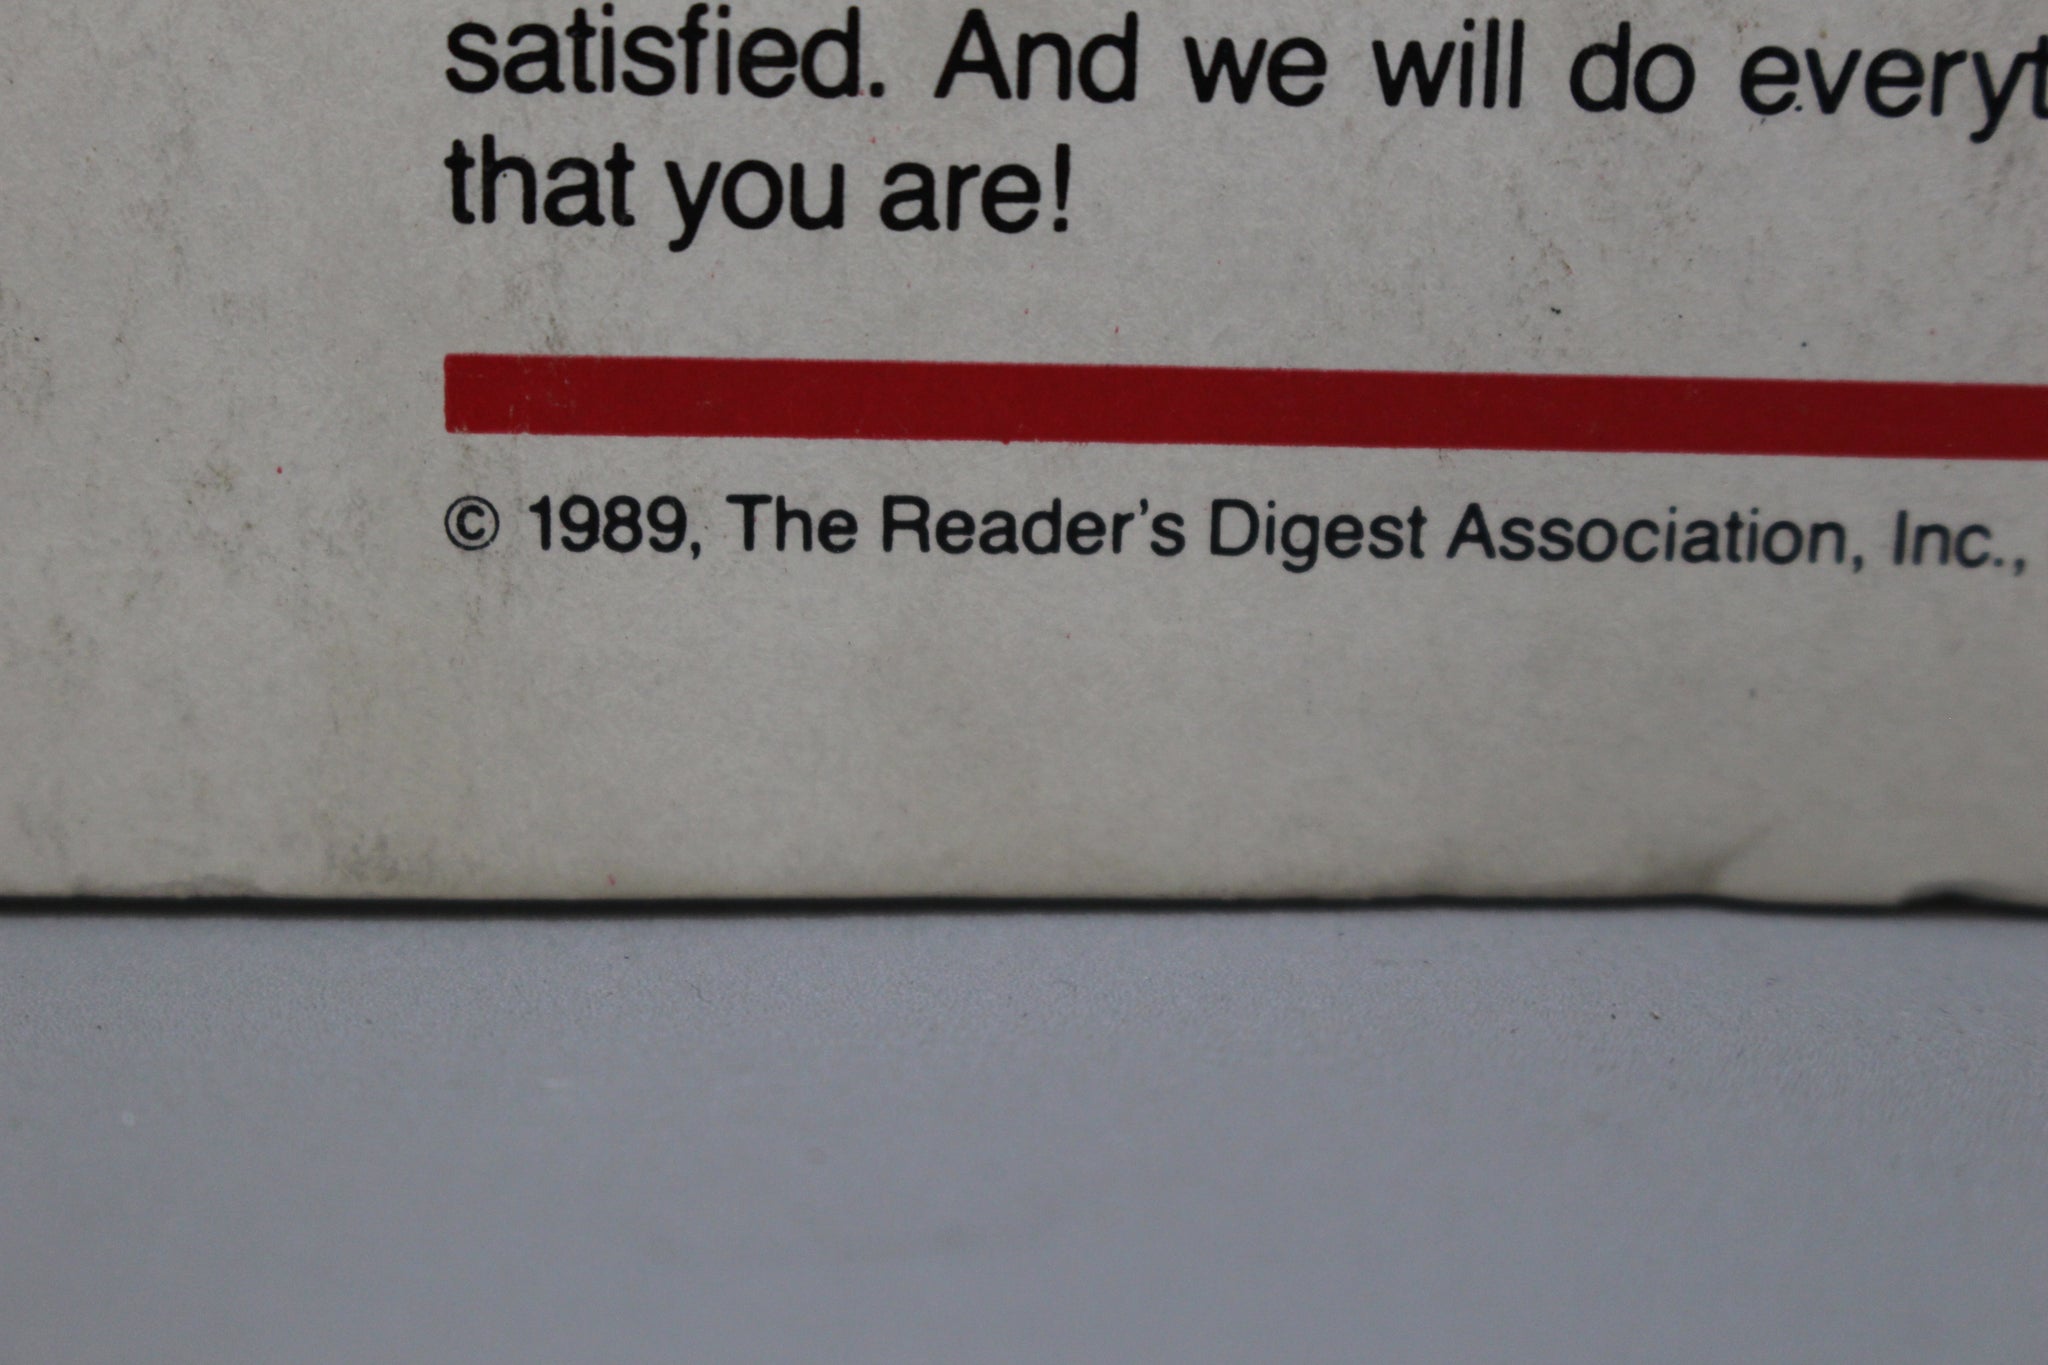 satisfied. And we will do everyt
that you are!
© 1989, The Reader's Digest Association, Inc.,